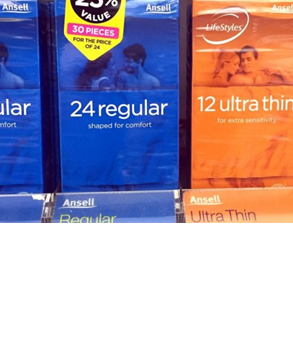 Ansell
25%
VALUE
30 PIECES
FOR THE PRICE
OF 24
Ansell
Ansell
LifeStyles
ular
mfort
24 regular
shaped for comfort
12 ultra thin
for extra sensitivity
Ansell
Regular
Ansell
Ultra Thin